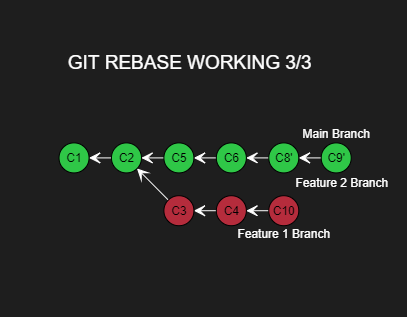 GIT REBASE WORKING 3/3
Main Branch
C1 C2 C5 C6 C8' C9'
Feature 2 Branch
C3 C4 C10
Feature 1 Branch